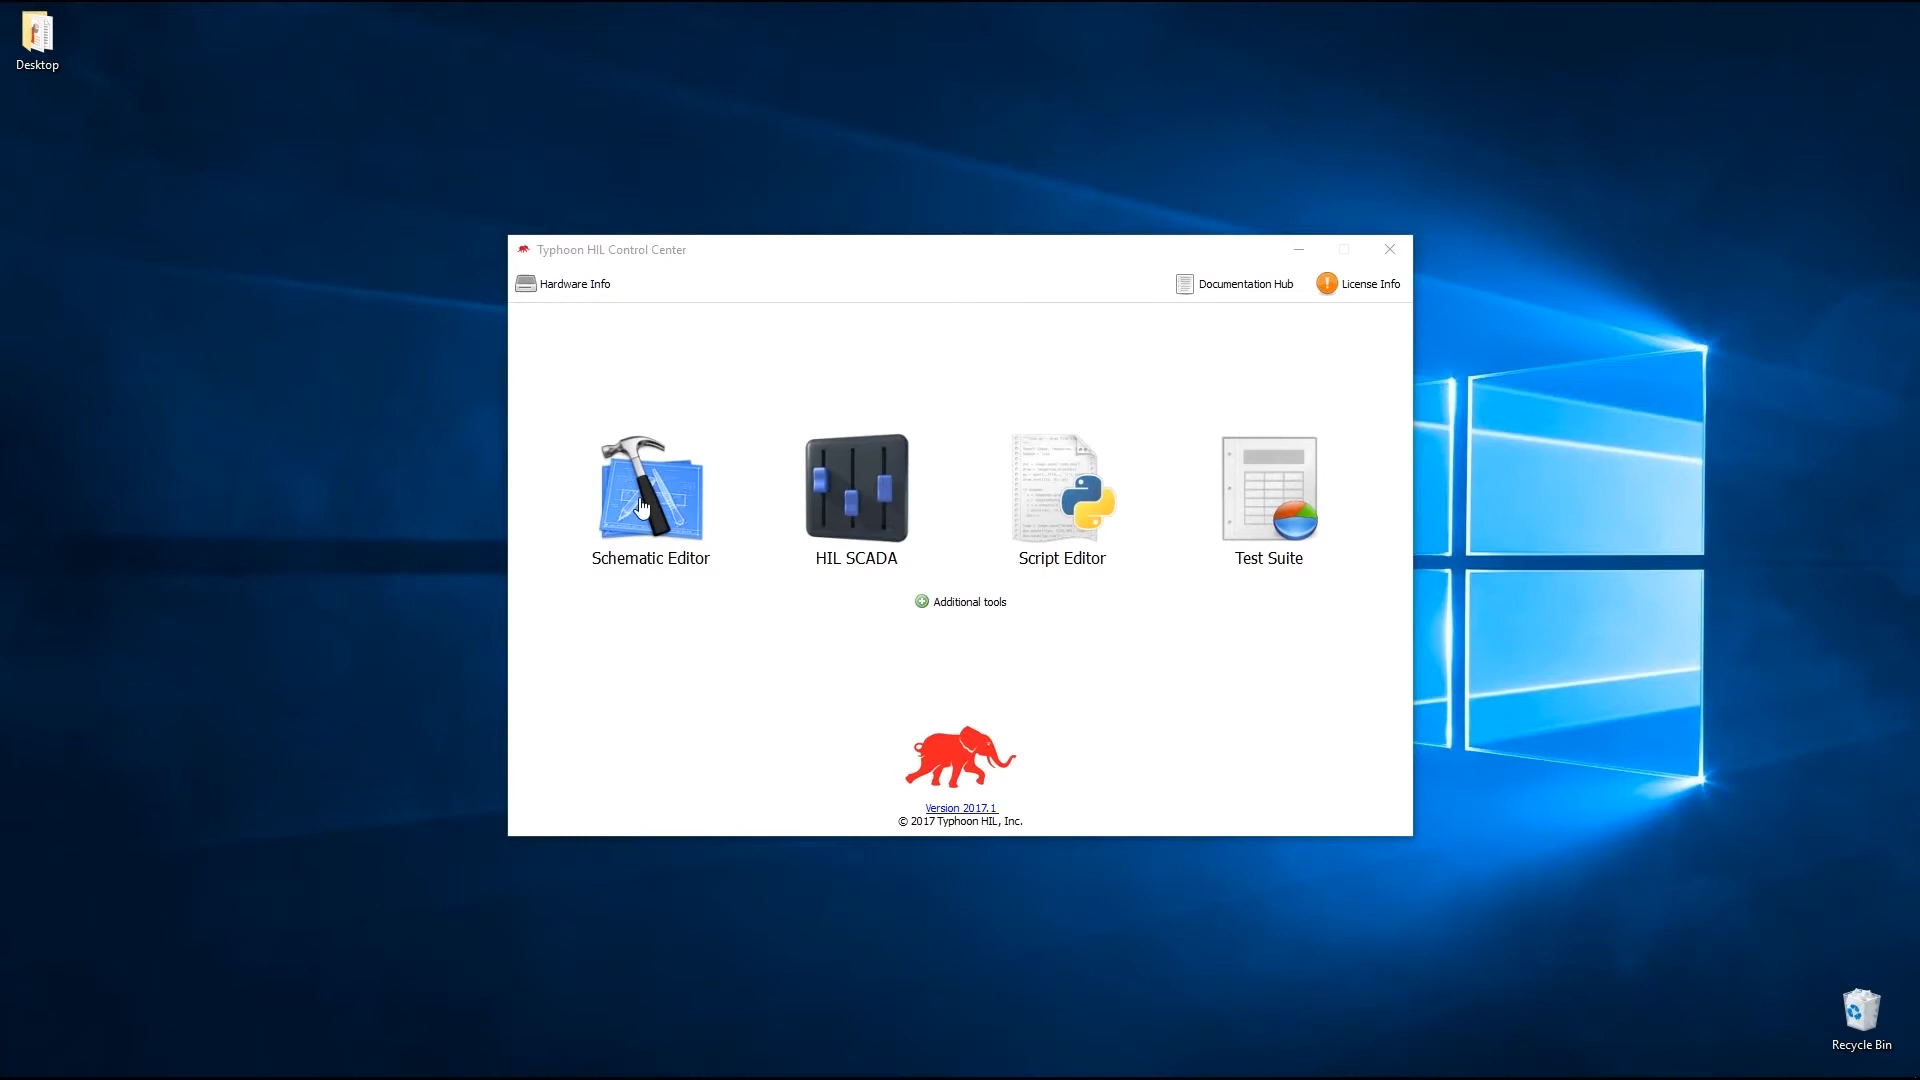 Desktop
Typhoon HIL Control Center
Hardware Info
Documentation Hub
License Info
Schematic Editor
HIL SCADA
Script Editor
Test Suite
Additional tools
Version 2017.1
© 2017 Typhoon HIL, Inc.
Recycle Bin